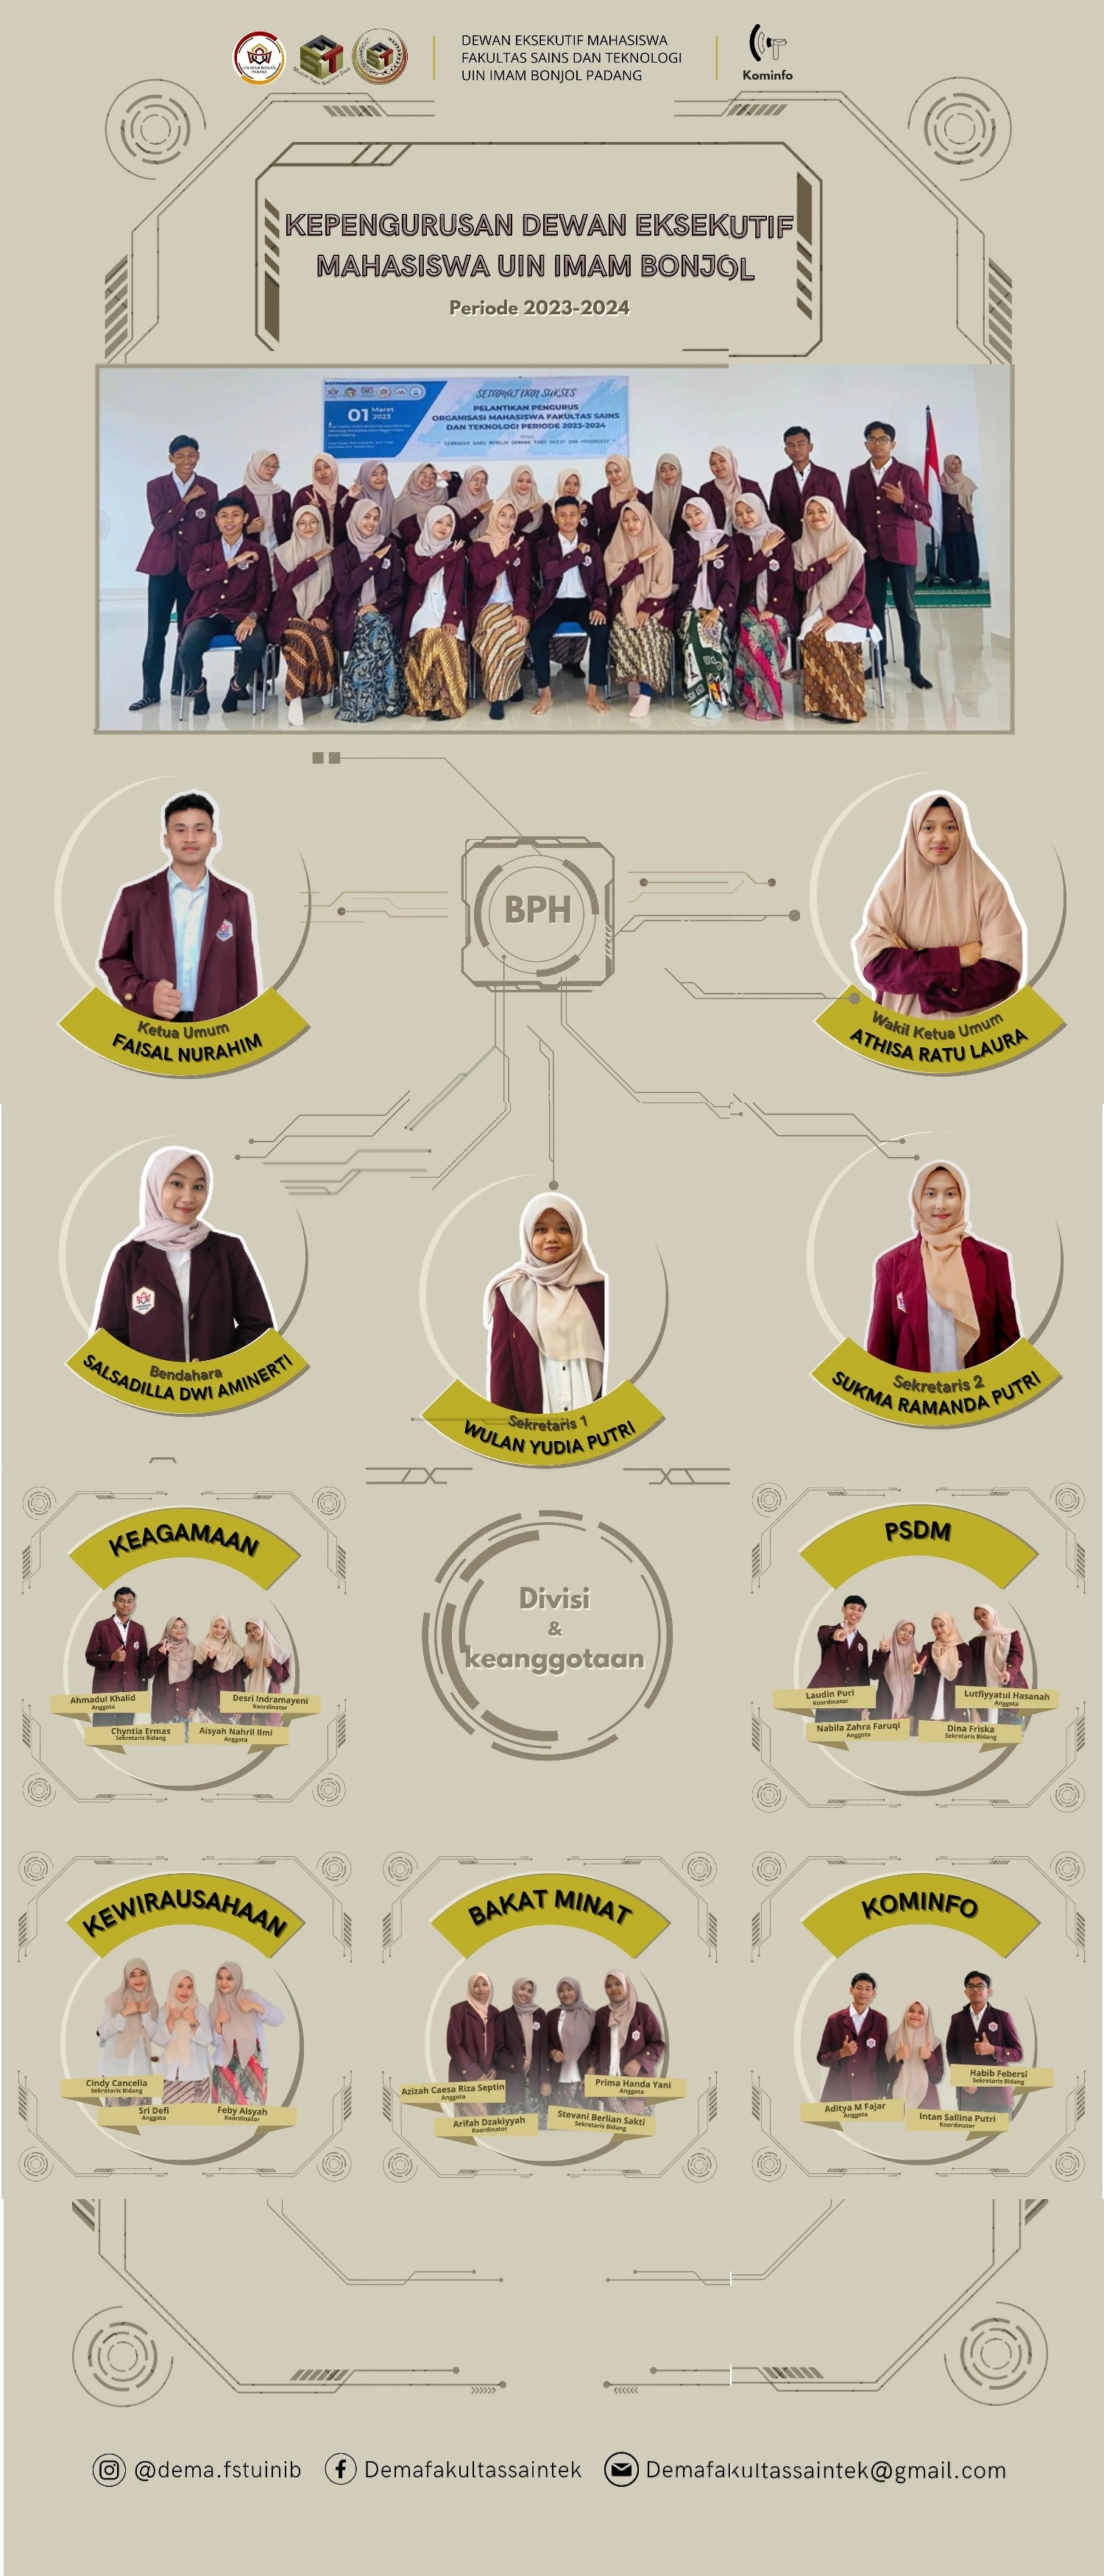 DEWAN EKSEKUTIF MAHASISWA
FAKULTAS SAINS DAN TEKNOLOGI
UIN IMAM BONJOL PADANG
Kominfo
KEPENGURUSAN DEWAN EKSEKUTIF
MAHASISWA UIN IMAM BONJOL
Periode 2023-2024
SELAMAT DAN SUKSES
01 Maret
2023
PELANTIKAN PENGURUS
ORGANISASI MAHASISWA FAKULTAS SAINS
DAN TEKNOLOGI PERIODE 2023-2024
BPH
Ketua Umum
FAISAL NURAHIM
Wakil Ketua Umum
ATHISA RATU LAURA
Bendahara
SALSADILLA DWI AMINERTI
Sekretaris 1
WULAN YUDIA PUTRI
Sekretaris 2
SUKMA RAMANDA PUTRI
KEAGAMAAN
Ahmadul Khalid
Anggota
Desri Indramayeni
Koordinator
Chyntia Ermas
Sekretaris Bidang
Aisyah Nahril Ilmi
Anggota
Divisi
&
keanggotaan
PSDM
Laudin Puri
Koordinator
Lutfiyyatul Hasanah
Anggota
Nabila Zahra Faruqi
Anggota
Dina Friska
Sekretaris Bidang
KEWIRAUSAHAAN
Cindy Cancelia
Sekretaris Bidang
Sri Defi
Anggota
Feby Aisyah
Koordinator
BAKAT MINAT
Azizah Caesa Riza Septin
Anggota
Prima Handa Yani
Anggota
Arifah Dzakiyyah
Koordinator
Stevani Berlian Sakti
Sekretaris Bidang
KOMINFO
Habib Febersi
Sekretaris Bidang
Aditya M Fajar
Anggota
Intan Sallina Putri
Koordinator
@dema.fstuinib
Demafakultassaintek
Demafakultassaintek@gmail.com